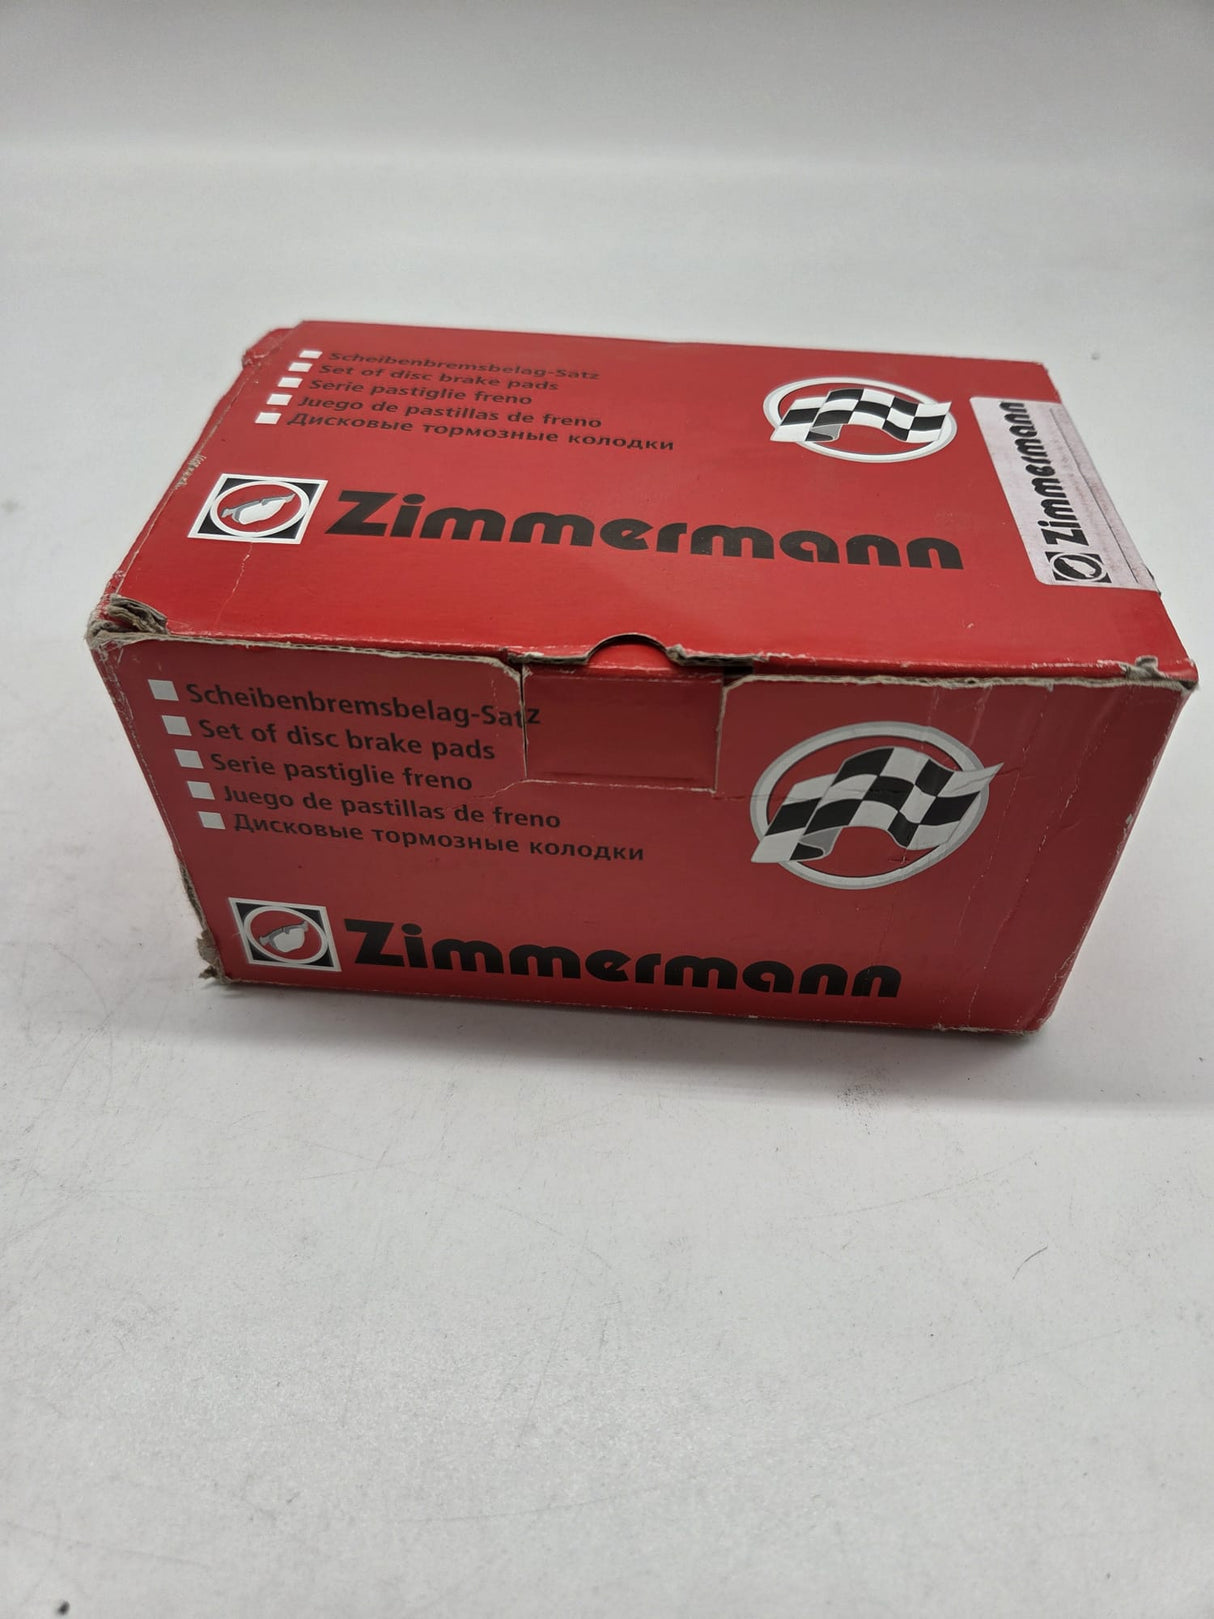 Scheibenbremsbelag-Satz
Set of disc brake pads
Serie pastiglie freno
Juego de pastillas de freno
Дисковые тормозные колодки
Zimmermann
Zimmermann
Scheibenbremsbelag-Satz
Set of disc brake pads
Serie pastiglie freno
Juego de pastillas de freno
Дисковые тормозные колодки
Zimmermann